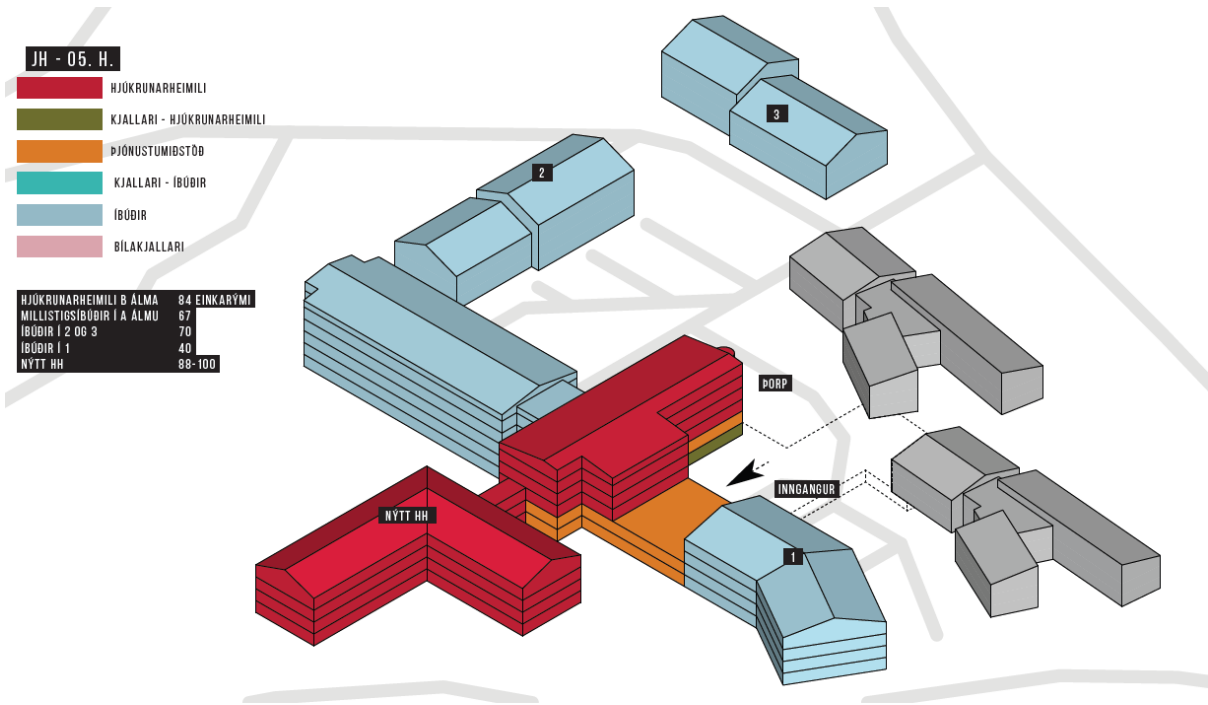 JH - 05. H.
HJÚKRUNARHEIMILI
KJALLARI - HJÚKRUNARHEIMILI
ÞJÓNUSTUMIÐSTÖÐ
KJALLARI - ÍBÚÐIR
ÍBÚÐIR
BÍLAKJALLARI
HJÚKRUNARHEIMILI B ÁLMA 84 EINKARÝMI
MILLISTIGSÍBÚÐIR Í A ÁLMU 67
ÍBÚÐIR Í 2 OG 3 70
ÍBÚÐIR Í 1 40
NÝTT HH 88-100
3
2
ÞORP
INNGANGUR
NÝTT HH
1